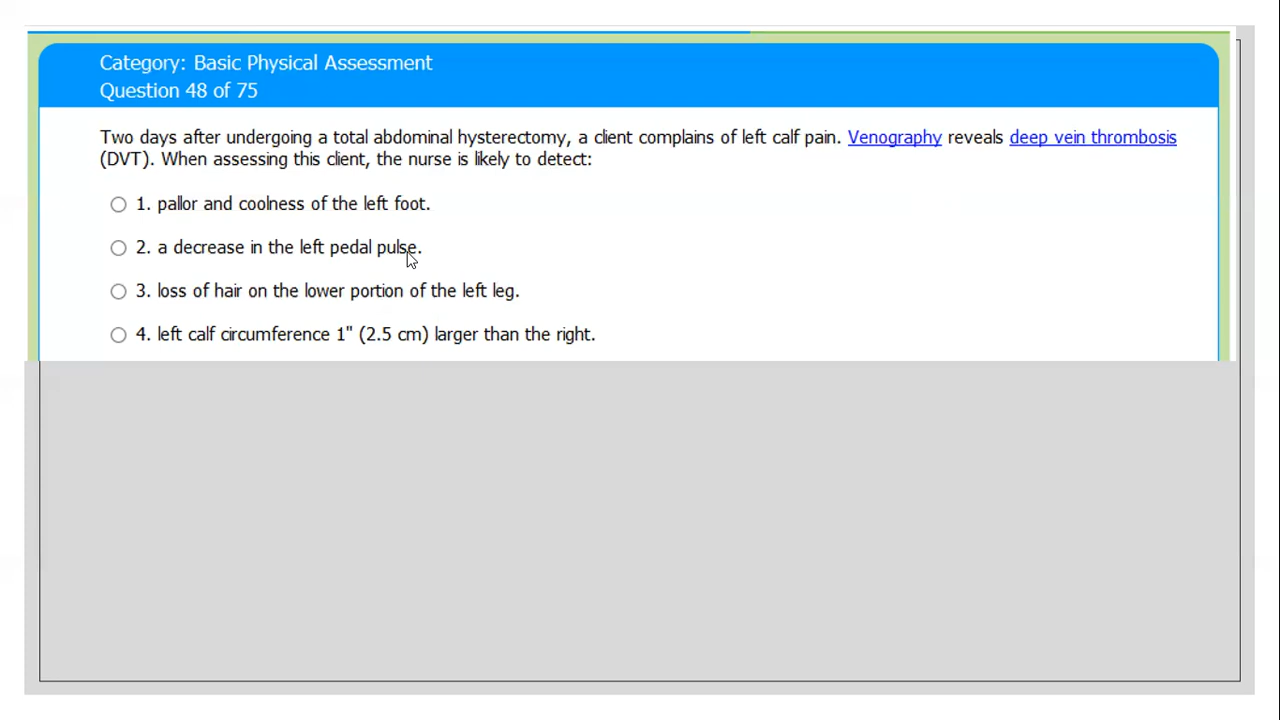 Category: Basic Physical Assessment
Question 48 of 75
Two days after undergoing a total abdominal hysterectomy, a client complains of left calf pain. Venography reveals deep vein thrombosis
(DVT). When assessing this client, the nurse is likely to detect:
1. pallor and coolness of the left foot.
2. a decrease in the left pedal pulse.
3. loss of hair on the lower portion of the left leg.
4. left calf circumference 1" (2.5 cm) larger than the right.